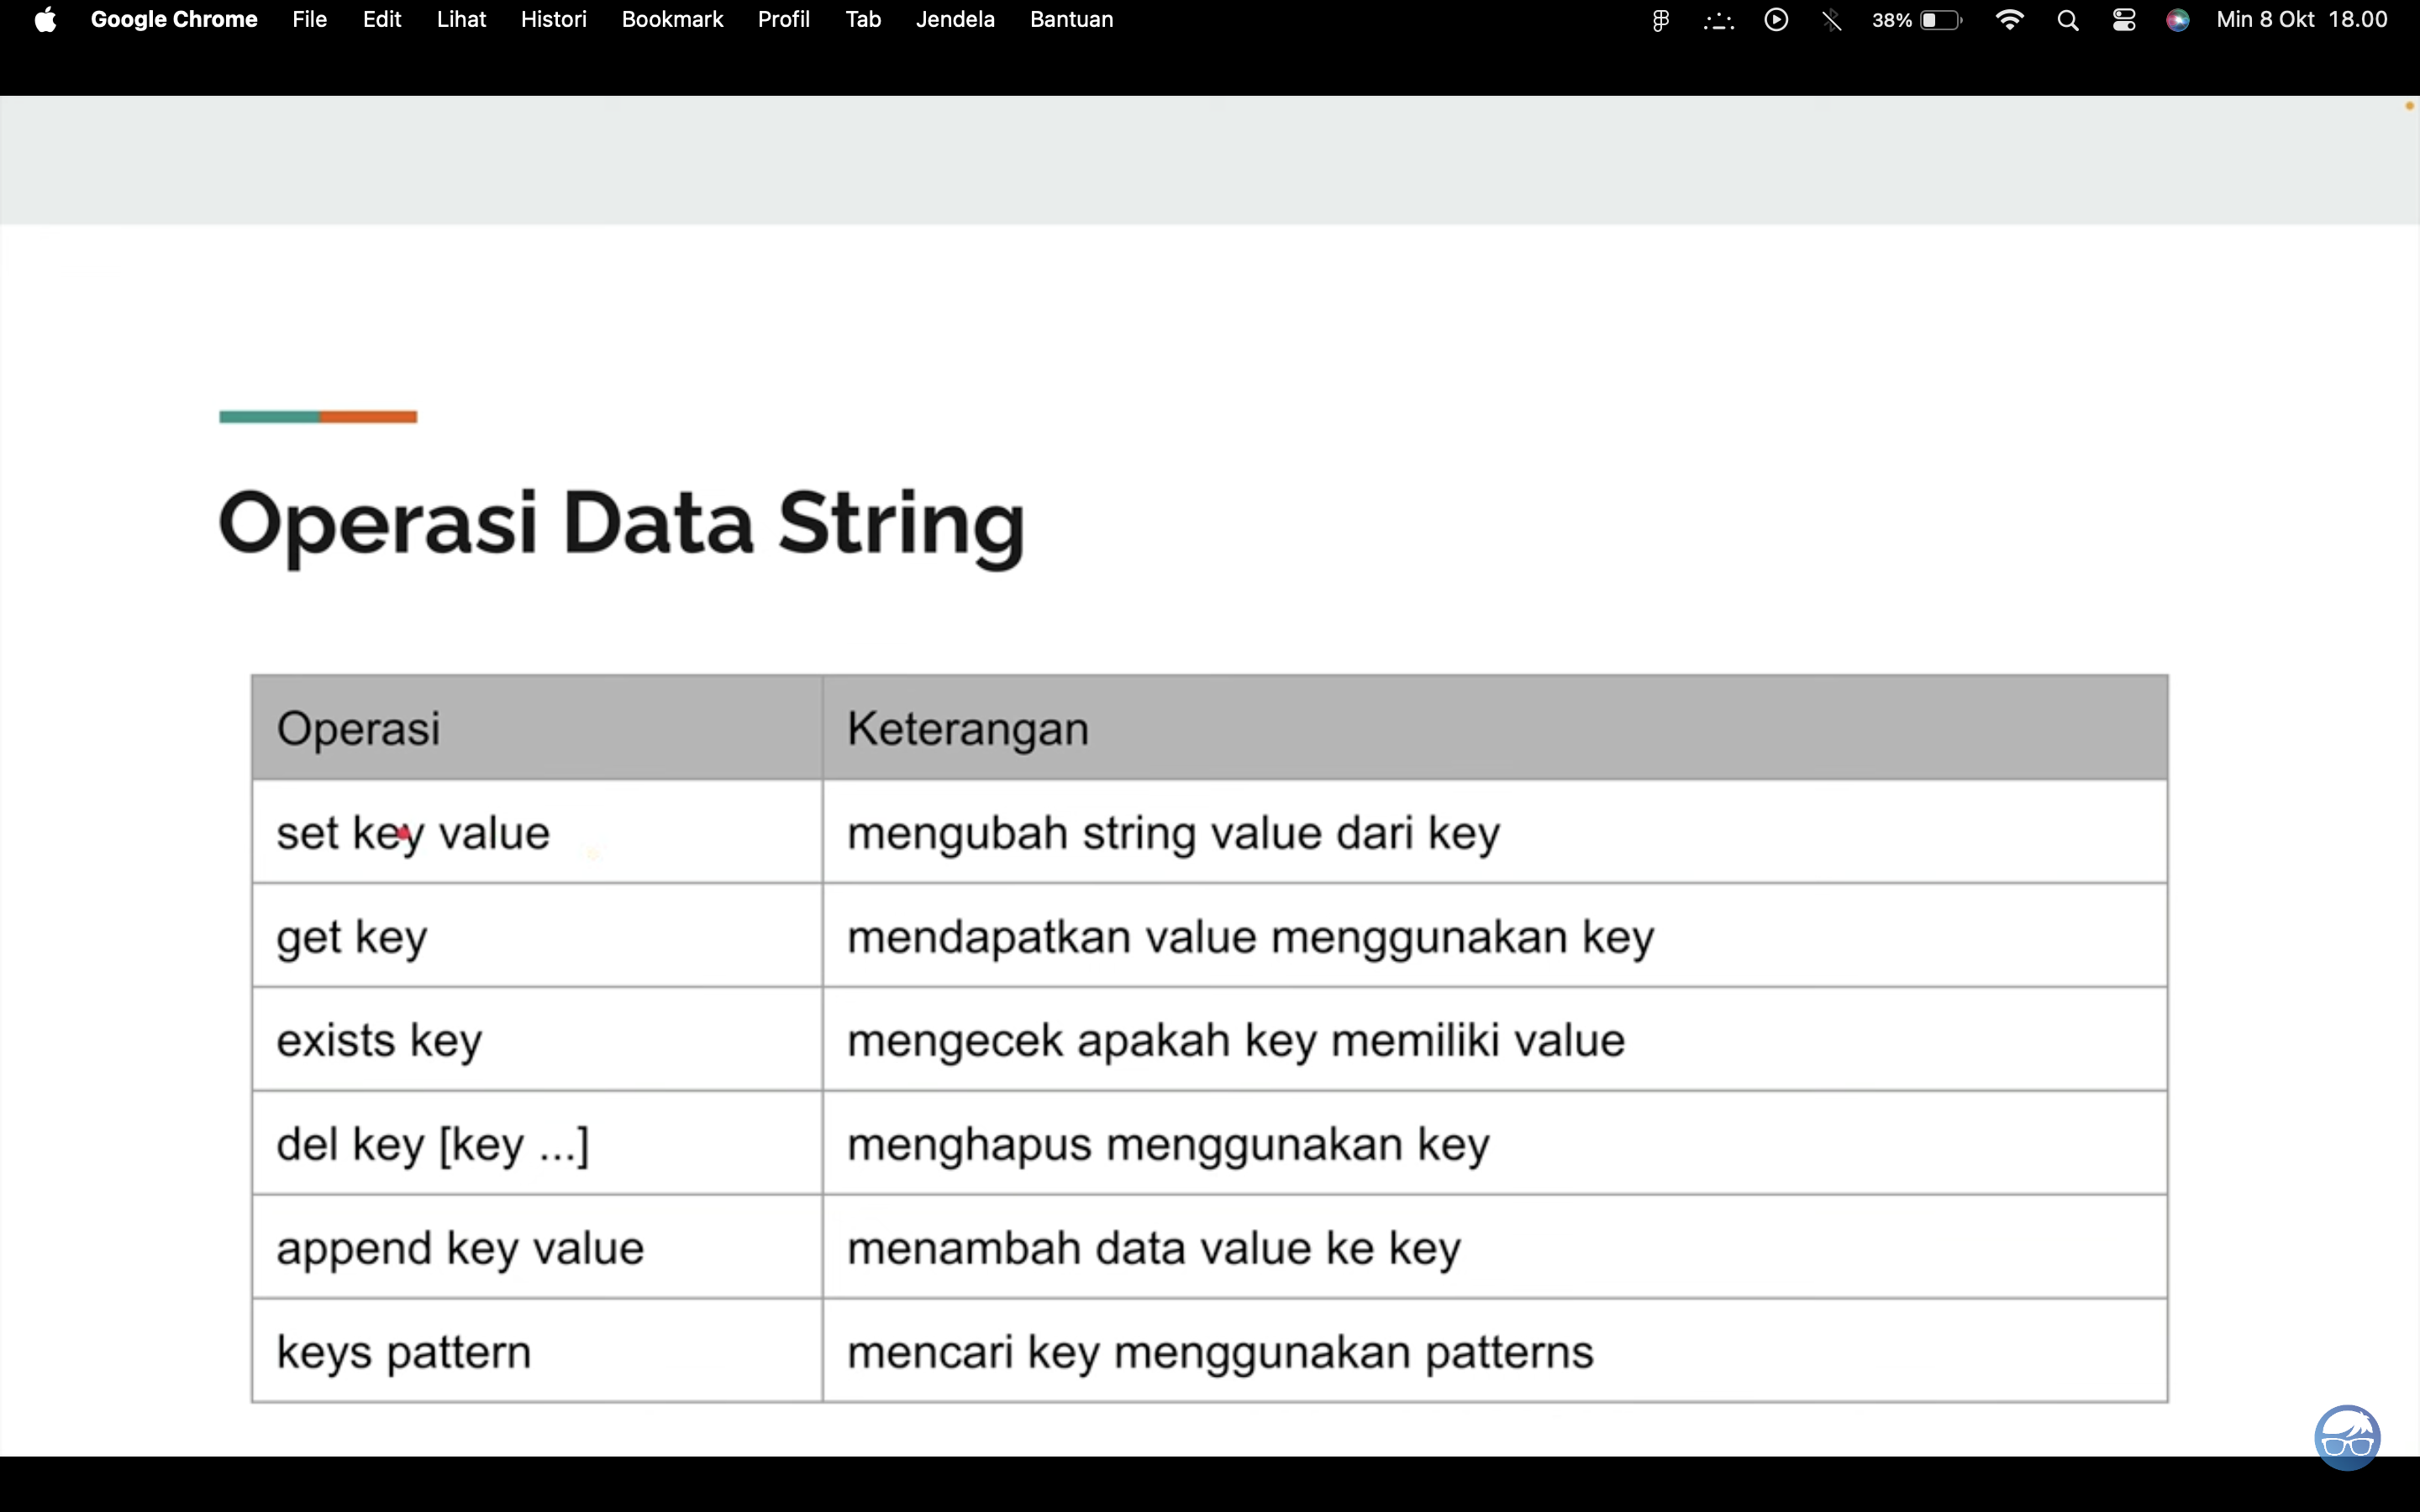 Google Chrome File Edit Lihat Histori Bookmark Profil Tab Jendela Bantuan 38% Min 8 Okt 18.00
Operasi Data String
Operasi Keterangan
set key value mengubah string value dari key
get key mendapatkan value menggunakan key
exists key mengecek apakah key memiliki value
del key [key ...] menghapus menggunakan key
append key value menambah data value ke key
keys pattern mencari key menggunakan patterns